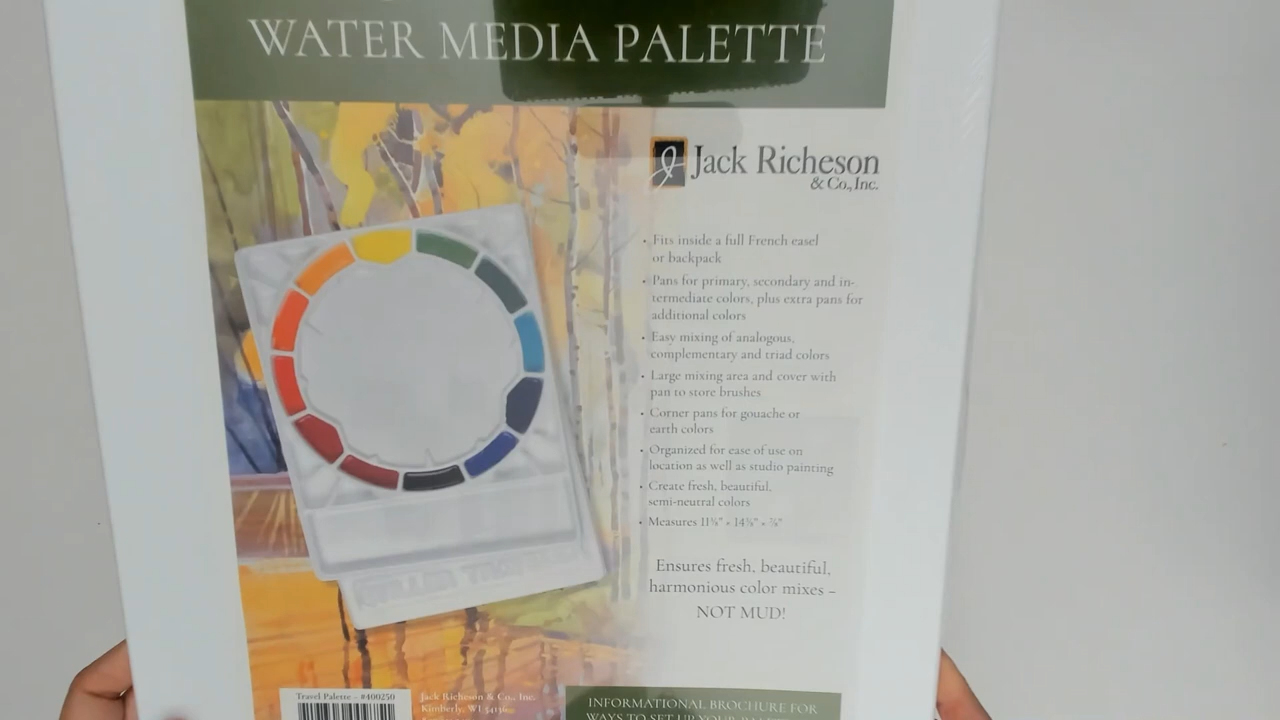 WATER MEDIA PALETTE
Jack Richeson
& Co., Inc.
• Fits inside a full French easel
or backpack
• Pans for primary, secondary and in-
termediate colors, plus extra pans for
additional colors
• Easy mixing of analogous,
complementary and triad colors
• Large mixing area and cover with
pan to store brushes
• Corner pans for gouache or
earth colors
• Organized for ease of use on
location as well as studio painting
• Create fresh, beautiful,
semi-neutral colors
• Measures
Ensures fresh, beautiful,
harmonious color mixes –
NOT MUD!
Travel Palette - #400250
Jack Richeson & Co., Inc.
Kimberly, WI 54136
INFORMATIONAL BROCHURE FOR
WAYS TO SET UP YOUR